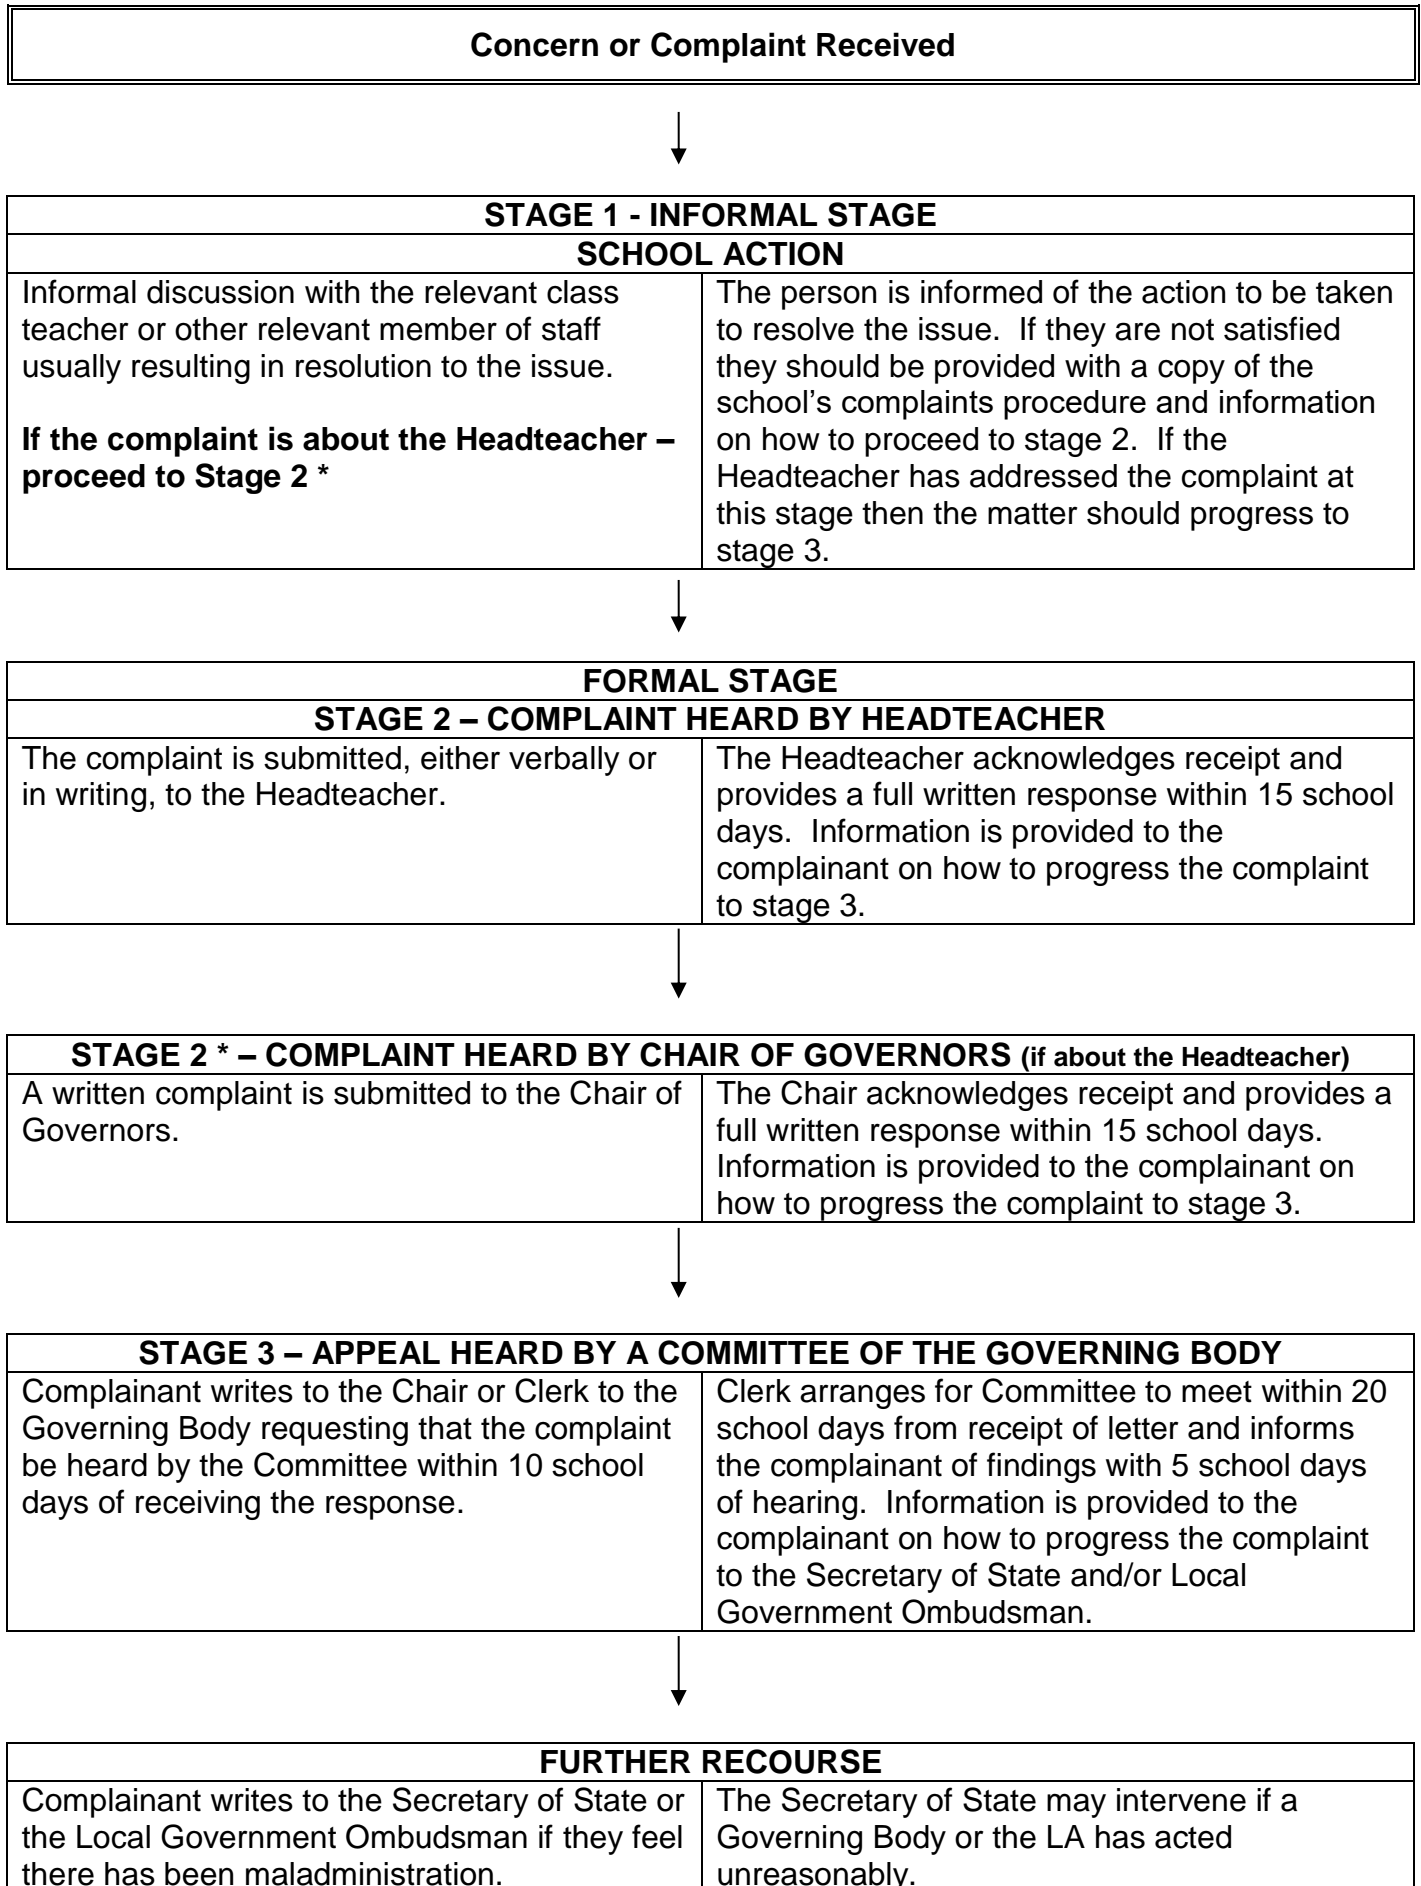 Concern or Complaint Received
STAGE 1 - INFORMAL STAGE
SCHOOL ACTION
Informal discussion with the relevant class
teacher or other relevant member of staff
usually resulting in resolution to the issue.
If the complaint is about the Headteacher –
proceed to Stage 2 *
The person is informed of the action to be taken
to resolve the issue.  If they are not satisfied
they should be provided with a copy of the
school’s complaints procedure and information
on how to proceed to stage 2.  If the
Headteacher has addressed the complaint at
this stage then the matter should progress to
stage 3.
FORMAL STAGE
STAGE 2 – COMPLAINT HEARD BY HEADTEACHER
The complaint is submitted, either verbally or
in writing, to the Headteacher.
The Headteacher acknowledges receipt and
provides a full written response within 15 school
days.  Information is provided to the
complainant on how to progress the complaint
to stage 3.
STAGE 2 * – COMPLAINT HEARD BY CHAIR OF GOVERNORS (if about the Headteacher)
A written complaint is submitted to the Chair of
Governors.
The Chair acknowledges receipt and provides a
full written response within 15 school days.
Information is provided to the complainant on
how to progress the complaint to stage 3.
STAGE 3 – APPEAL HEARD BY A COMMITTEE OF THE GOVERNING BODY
Complainant writes to the Chair or Clerk to the
Governing Body requesting that the complaint
be heard by the Committee within 10 school
days of receiving the response.
Clerk arranges for Committee to meet within 20
school days from receipt of letter and informs
the complainant of findings with 5 school days
of hearing.  Information is provided to the
complainant on how to progress the complaint
to the Secretary of State and/or Local
Government Ombudsman.
FURTHER RECOURSE
Complainant writes to the Secretary of State or
the Local Government Ombudsman if they feel
there has been maladministration.
The Secretary of State may intervene if a
Governing Body or the LA has acted
unreasonably.